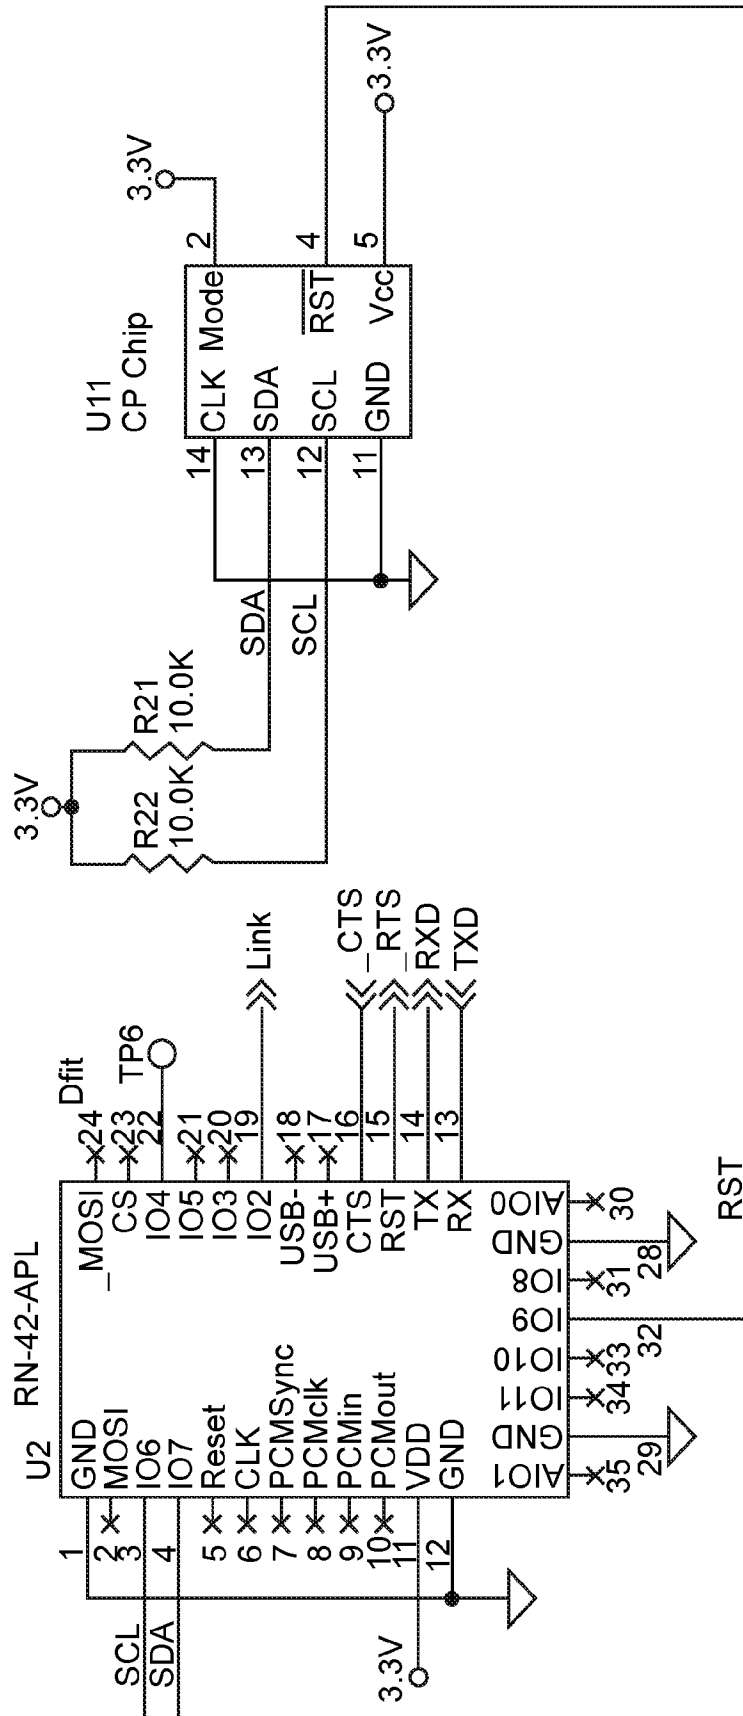 U11
CP Chip
3.3V
2
4
5
3.3V
CLK Mode
SDA
SCL RST
GND Vcc
14
13
12
11
SDA
SCL
3.3V
R21
10.0K
R22
10.0K
U2
RN-42-APL
Dfit
TP6
Link
_CTS
_RTS
_RXD
TXD
24
23
22
21
20
19
18
17
16
15
14
13
_MOSI
CS
IO4
IO5
IO3
IO2
USB-
USB+
CTS
RST
TX
RX
GND
MOSI
IO6
IO7
Reset
CLK
PCMSync
PCMclk
PCMin
PCMout
VDD
GND
1
2
3
4
5
6
7
8
9
10
11
12
SCL
SDA
3.3V
AIO1
GND
IO11
IO10
IO9
IO8
GND
AIO0
35
29
34
33
32
31
28
30
RST